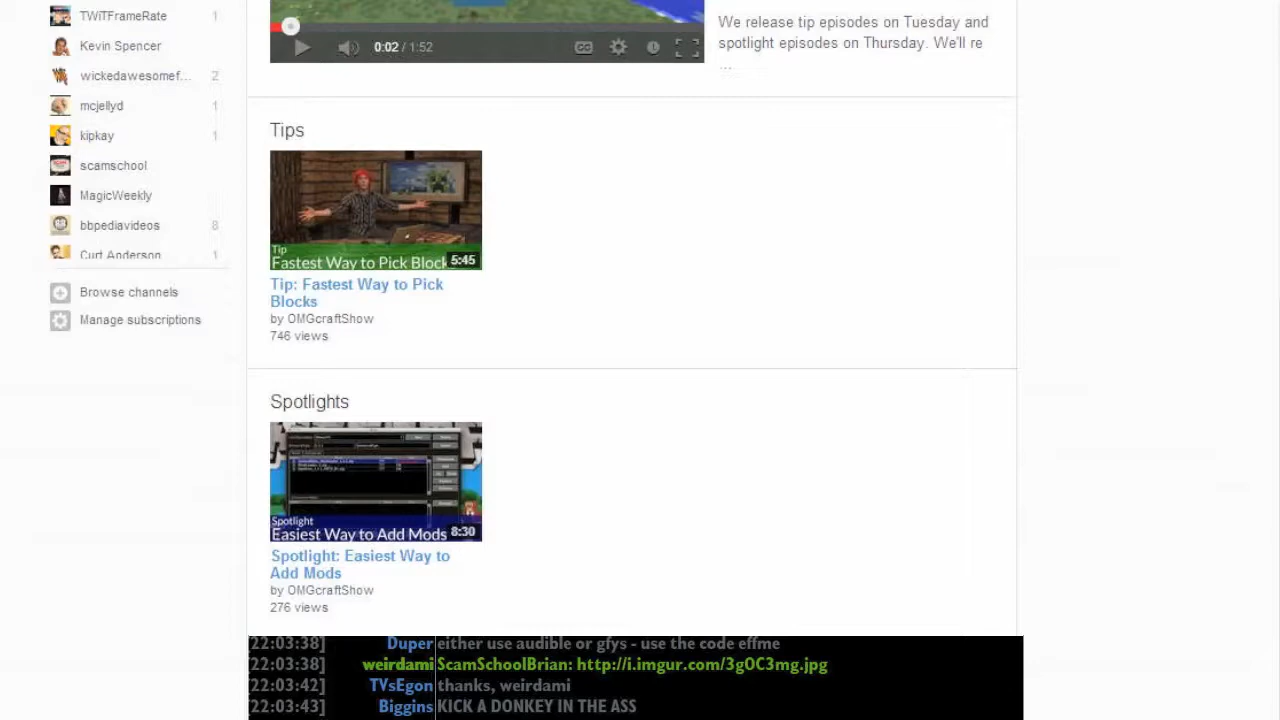 TWiTFrameRate 1
Kevin Spencer
wickedawesomef... 2
mcjellyd 1
kipkay 1
scamschool
MagicWeekly
bbpediavideos 8
Curt Anderson 1
Browse channels
Manage subscriptions
0:02 / 1:52
CC
We release tip episodes on Tuesday and
spotlight episodes on Thursday. We'll re
...
Tips
Tip
Fastest Way to Pick Block
5:45
Tip: Fastest Way to Pick
Blocks
by OMGcraftShow
746 views
Spotlights
Spotlight
Easiest Way to Add Mods
8:30
Spotlight: Easiest Way to
Add Mods
by OMGcraftShow
276 views
[22:03:38] Duper either use audible or gfys - use the code effme
[22:03:38] weirdami ScamSchoolBrian: http://i.imgur.com/3g0C3mg.jpg
[22:03:42] TVsEgon thanks, weirdami
[22:03:43] Biggins KICK A DONKEY IN THE ASS